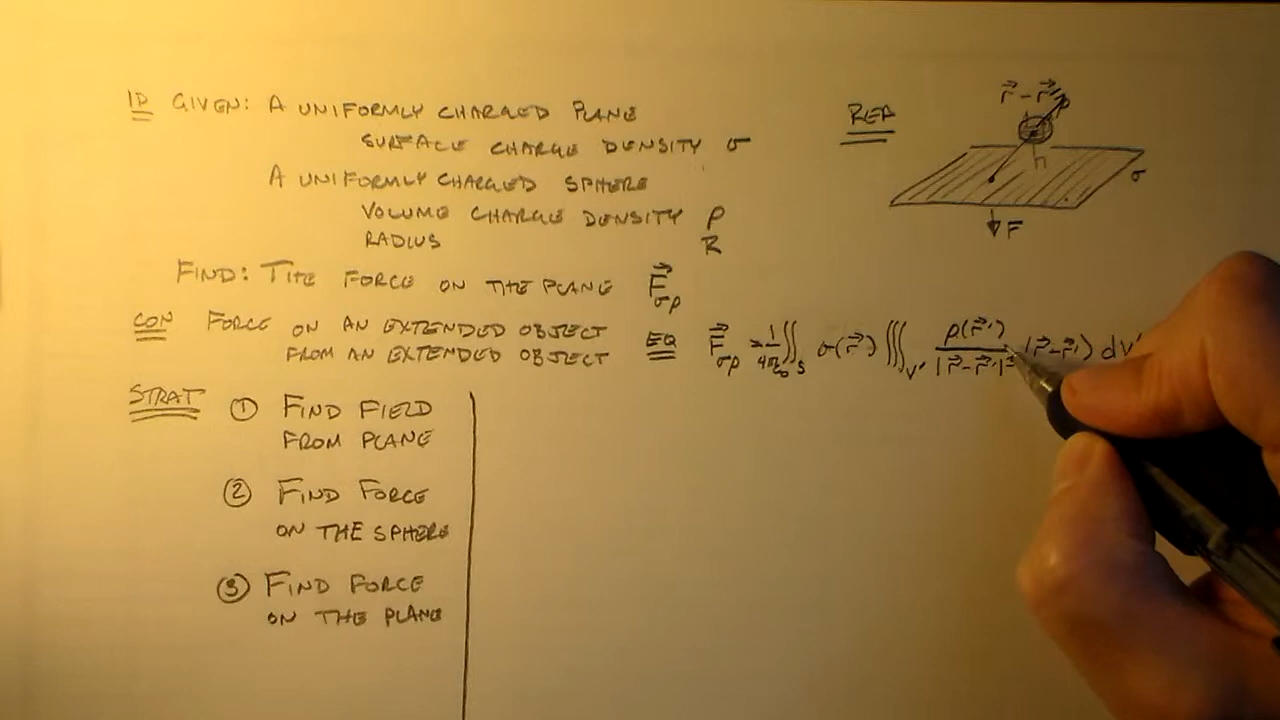 ID GIVEN: A UNIFORMLY CHARGED PLANE
SURFACE CHARGE DENSITY σ
A UNIFORMLY CHARGED SPHERE
VOLUME CHARGE DENSITY ρ
RADIUS R
FIND: THE FORCE ON THE PLANE F⃗σρ
CON FORCE ON AN EXTENDED OBJECT
FROM AN EXTENDED OBJECT
REP
r⃗ - r⃗' ρ
h
σ
F
EQ F⃗σρ = 1/4πε₀ ∬S σ(r⃗) ∭V' ρ(r⃗')/|r⃗-r⃗'|³ (r⃗-r⃗') dv'
STRAT ① FIND FIELD
FROM PLANE
② FIND FORCE
ON THE SPHERE
③ FIND FORCE
ON THE PLANE